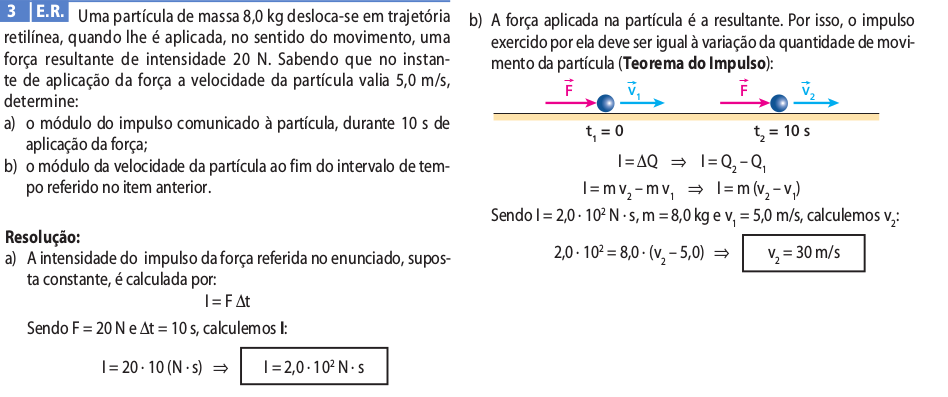 3 E.R. Uma partícula de massa 8,0 kg desloca-se em trajetória
retilínea, quando lhe é aplicada, no sentido do movimento, uma
força resultante de intensidade 20 N. Sabendo que no instan-
te de aplicação da força a velocidade da partícula valia 5,0 m/s,
determine:
a) o módulo do impulso comunicado à partícula, durante 10 s de
aplicação da força;
b) o módulo da velocidade da partícula ao fim do intervalo de tem-
po referido no item anterior.
Resolução:
a) A intensidade do impulso da força referida no enunciado, supos-
ta constante, é calculada por:
I = F Δt
Sendo F = 20 N e Δt = 10 s, calculemos I:
I = 20 · 10 (N · s) ⇒ I = 2,0 · 10² N · s
b) A força aplicada na partícula é a resultante. Por isso, o impulso
exercido por ela deve ser igual à variação da quantidade de movi-
mento da partícula (Teorema do Impulso):
F⃗ v⃗₁ F⃗ v⃗₂
t₁ = 0 t₂ = 10 s
I = ΔQ ⇒ I = Q₂ – Q₁
I = m v₂ – m v₁ ⇒ I = m (v₂ – v₁)
Sendo I = 2,0 · 10² N · s, m = 8,0 kg e v₁ = 5,0 m/s, calculemos v₂:
2,0 · 10² = 8,0 · (v₂ – 5,0) ⇒ v₂ = 30 m/s